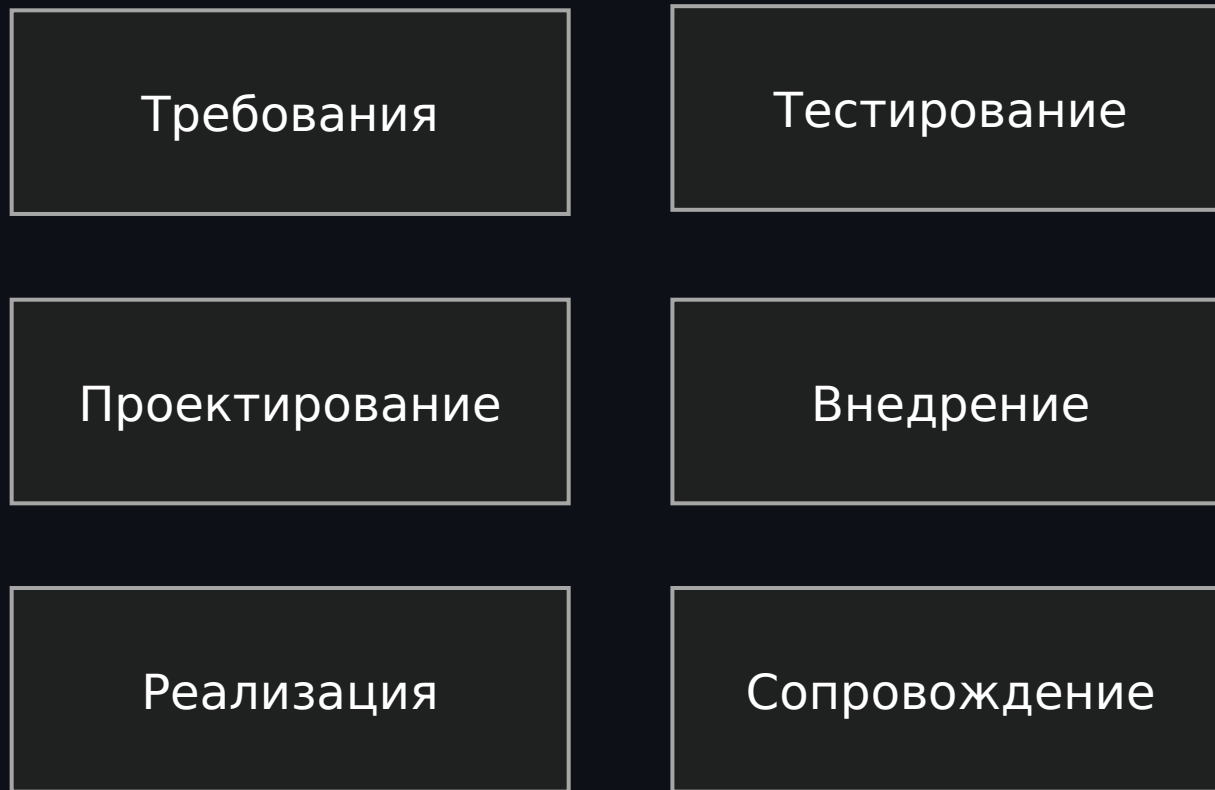 Требования
Проектирование
Реализация
Тестирование
Внедрение
Сопровождение